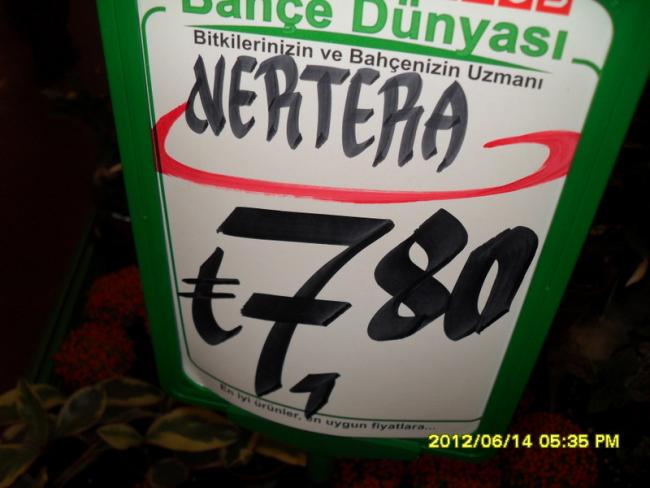 Bahçe Dünyası
Bitkilerinizin ve Bahçenizin Uzmanı
NERTERA
₺7,80
En iyi ürünler, en uygun fiyatlara...
2012/06/14 05:35 PM